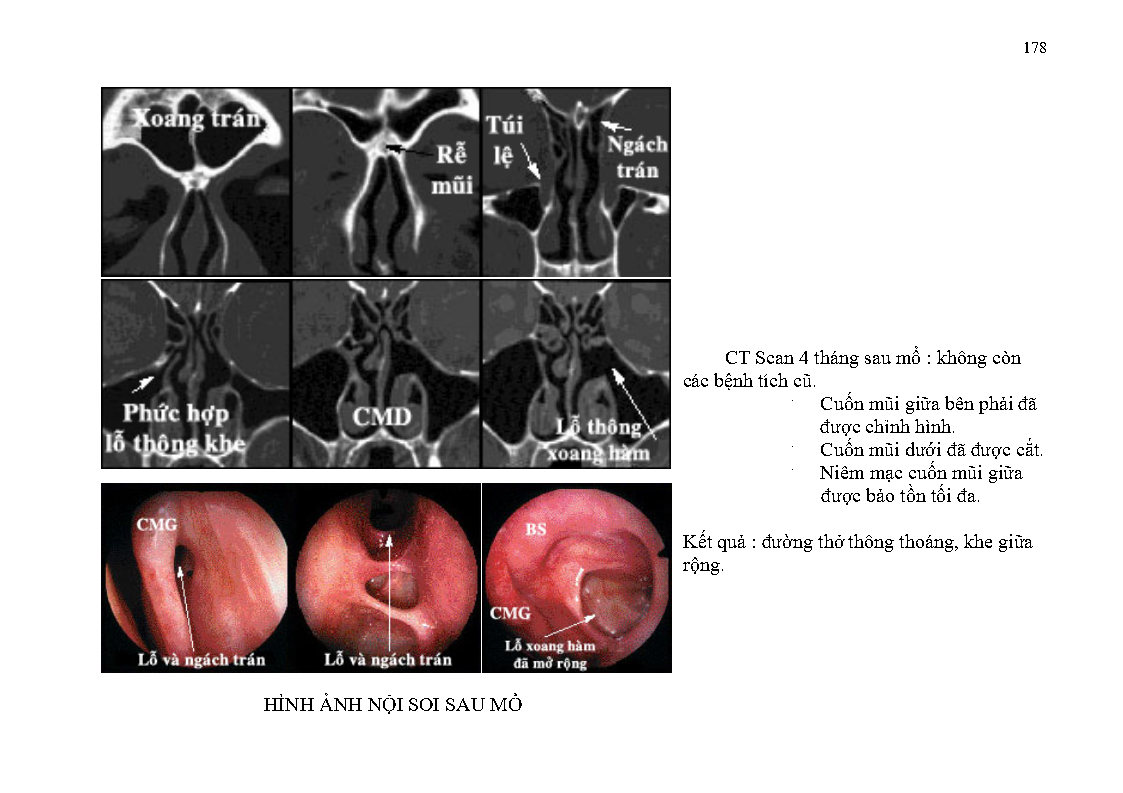 178
Xoang trán
Rễ
mũi
Túi
lệ
Ngách
trán
Phức hợp
lỗ thông khe
CMD
Lỗ thông
xoang hàm
CT Scan 4 tháng sau mổ : không còn
các bệnh tích cũ.
· Cuốn mũi giữa bên phải đã
được chỉnh hình.
· Cuốn mũi dưới đã được cắt.
· Niêm mạc cuốn mũi giữa
được bảo tồn tối đa.
Kết quả : đường thở thông thoáng, khe giữa
rộng.
CMG
Lỗ và ngách trán
Lỗ và ngách trán
BS
CMG
Lỗ xoang hàm
đã mở rộng
HÌNH ẢNH NỘI SOI SAU MỔ